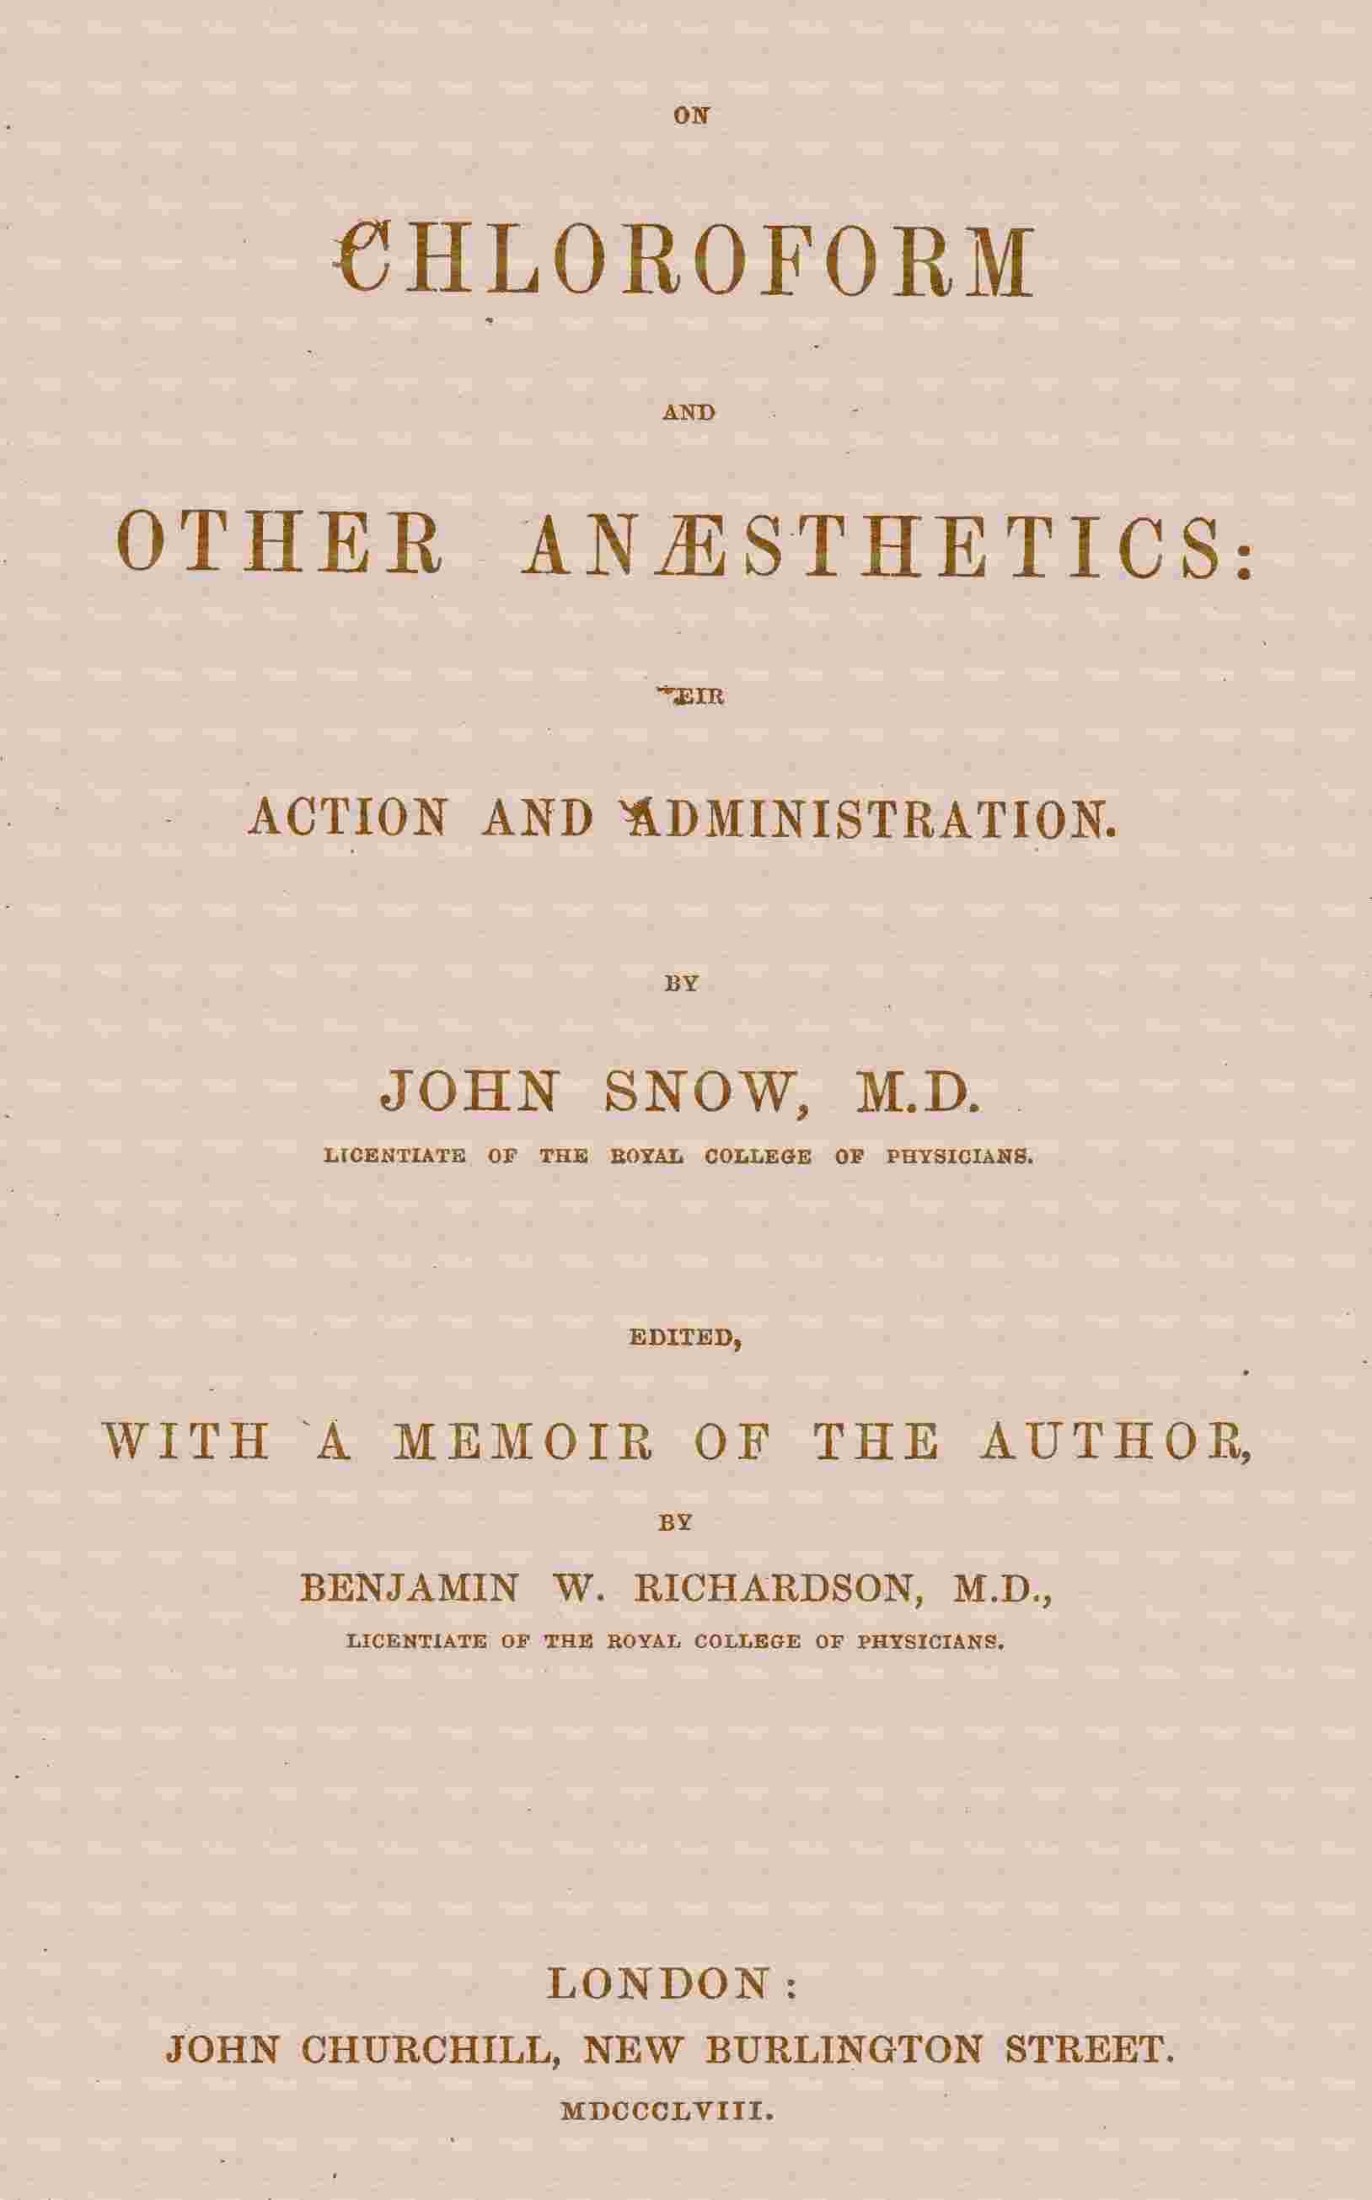 ON
CHLOROFORM
AND
OTHER ANÆSTHETICS:
ACTION AND ADMINISTRATION.
BY
JOHN SNOW, M.D.
LICENTIATE OF THE ROYAL COLLEGE OF PHYSICIANS.
EDITED,
WITH A MEMOIR OF THE AUTHOR,
BY
BENJAMIN W. RICHARDSON, M.D.,
LICENTIATE OF THE ROYAL COLLEGE OF PHYSICIANS.
LONDON:
JOHN CHURCHILL, NEW BURLINGTON STREET.
MDCCCLVIII.